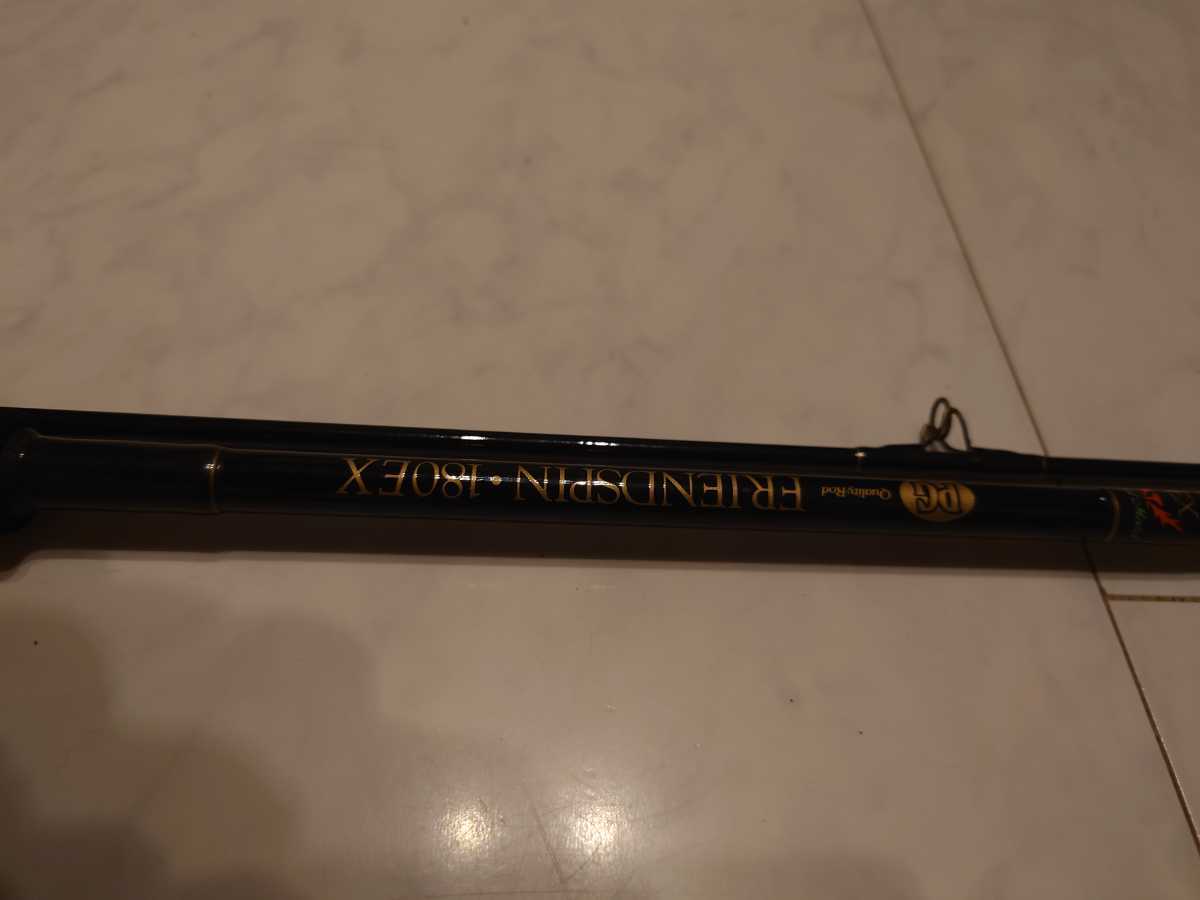 PG
Quality Rod
FRIENDSPIN·180EX